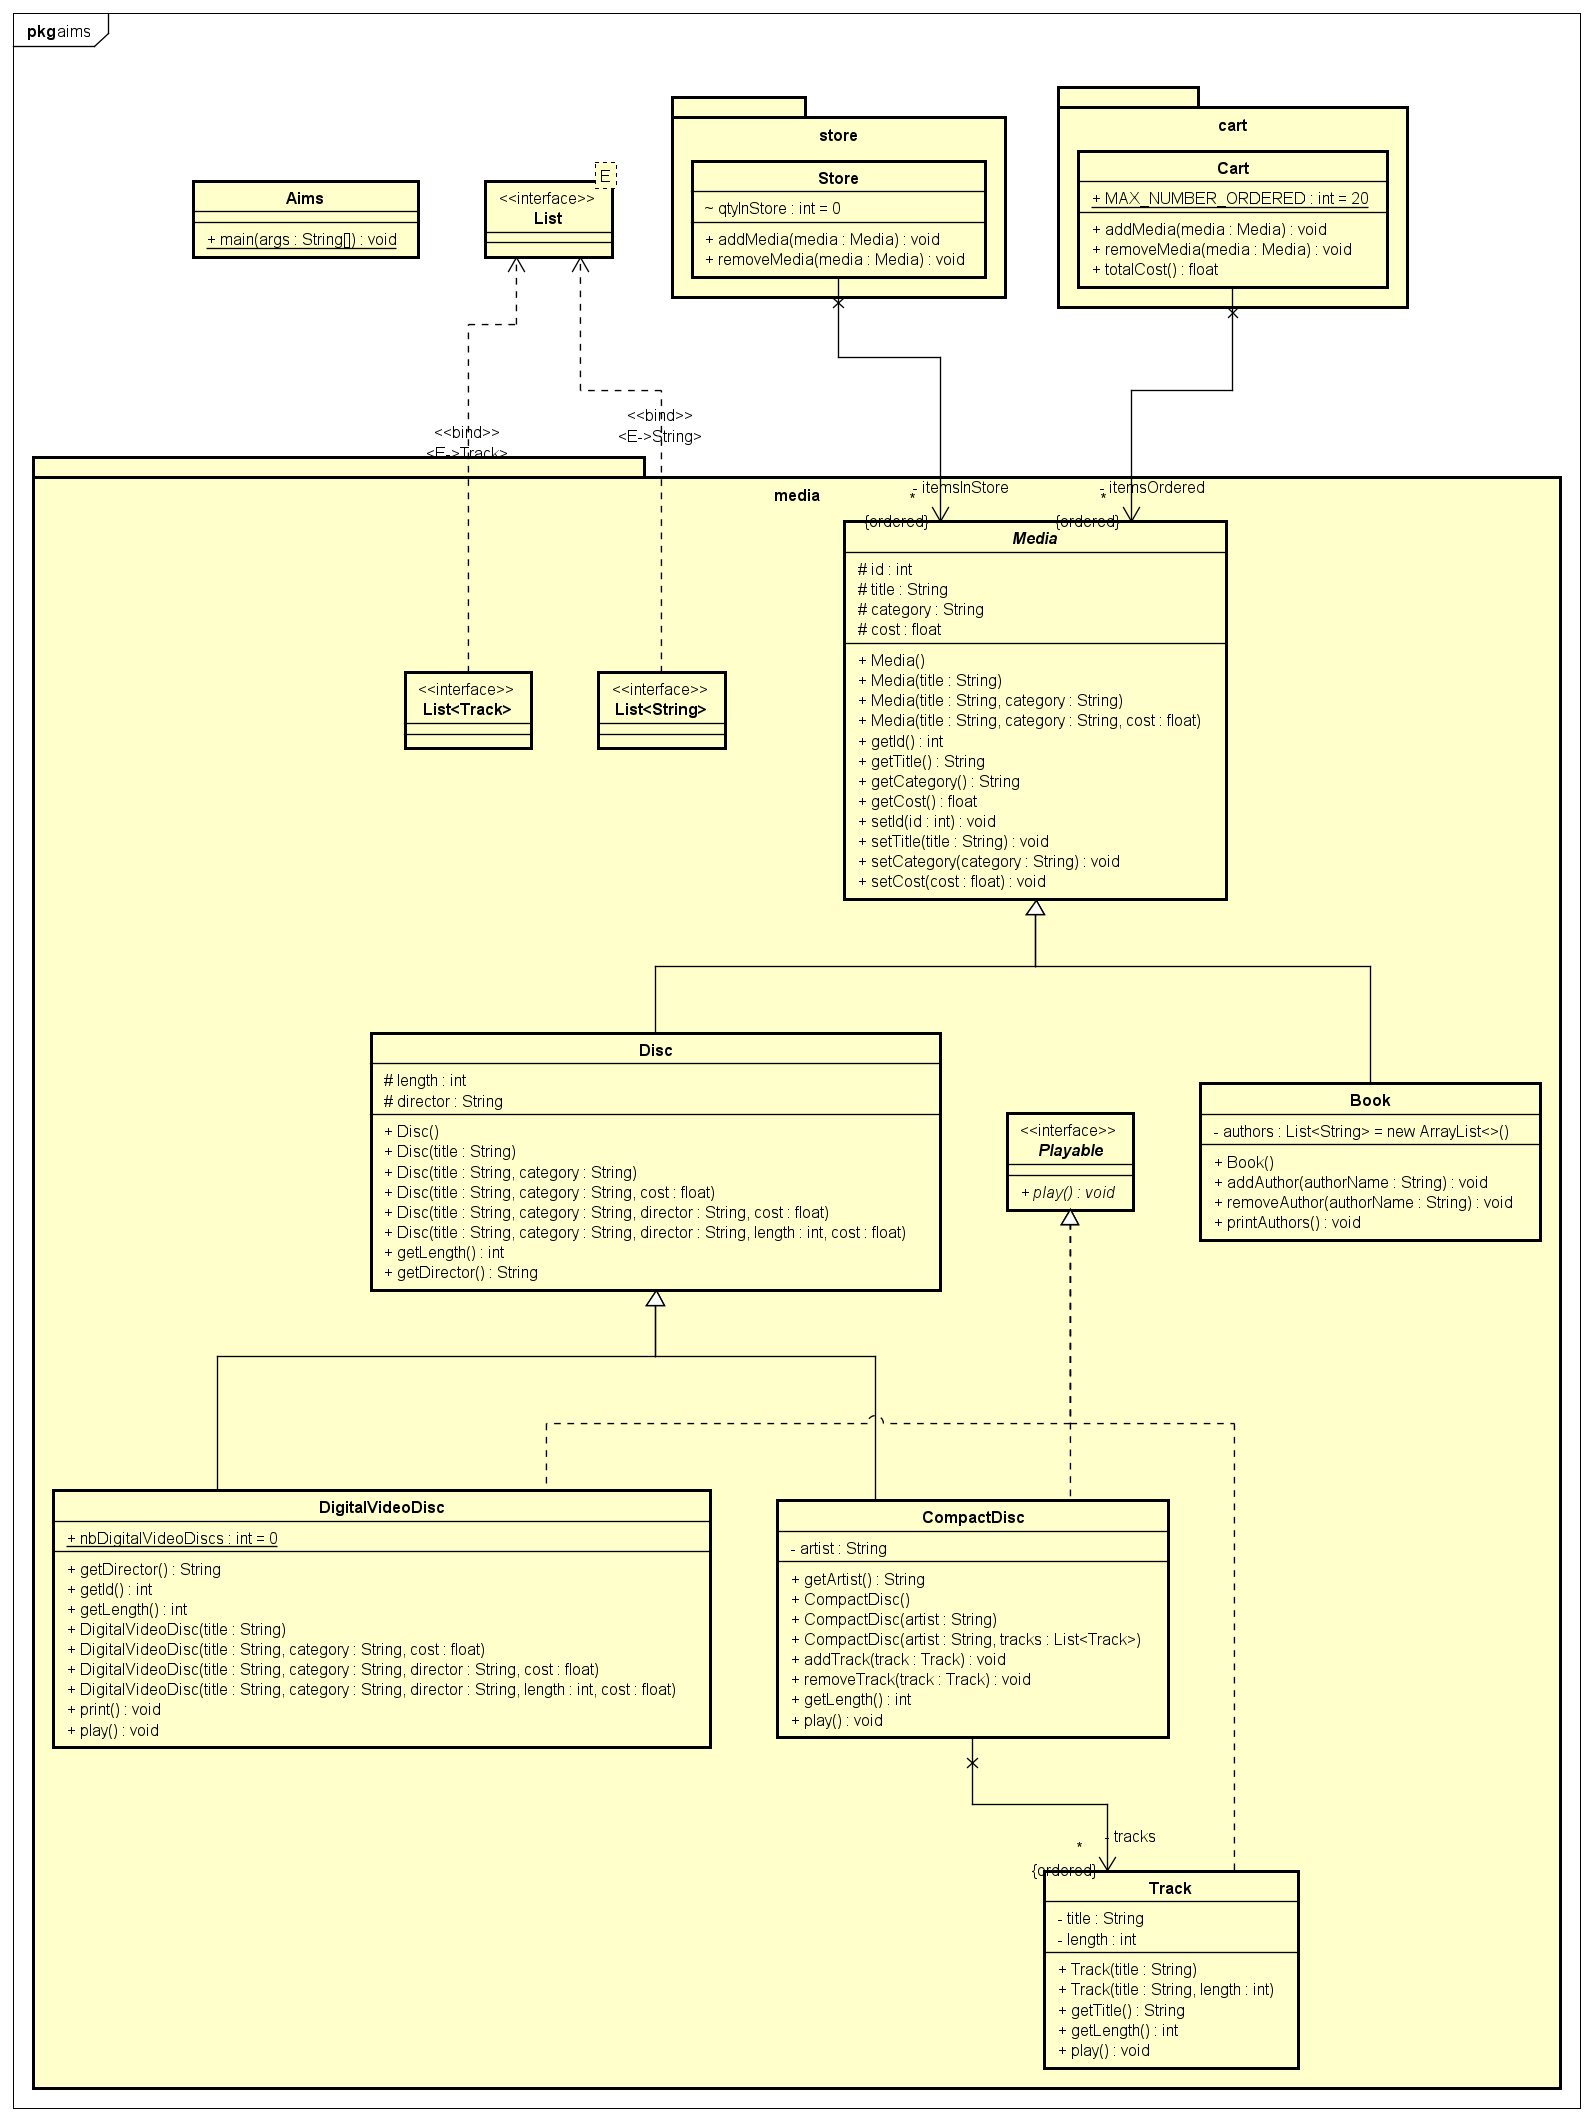 pkg aims
store
Store
~ qtyInStore : int = 0
+ addMedia(media : Media) : void
+ removeMedia(media : Media) : void
cart
Cart
+ MAX_NUMBER_ORDERED : int = 20
+ addMedia(media : Media) : void
+ removeMedia(media : Media) : void
+ totalCost() : float
Aims
+ main(args : String[]) : void
E
<<interface>>
List
<<bind>>
<E->Track>
<<bind>>
<E->String>
media
- itemsInStore
*
{ordered}
- itemsOrdered
*
{ordered}
Media
# id : int
# title : String
# category : String
# cost : float
+ Media()
+ Media(title : String)
+ Media(title : String, category : String)
+ Media(title : String, category : String, cost : float)
+ getId() : int
+ getTitle() : String
+ getCategory() : String
+ getCost() : float
+ setId(id : int) : void
+ setTitle(title : String) : void
+ setCategory(category : String) : void
+ setCost(cost : float) : void
<<interface>>
List<Track>
<<interface>>
List<String>
Disc
# length : int
# director : String
+ Disc()
+ Disc(title : String)
+ Disc(title : String, category : String)
+ Disc(title : String, category : String, cost : float)
+ Disc(title : String, category : String, director : String, cost : float)
+ Disc(title : String, category : String, director : String, length : int, cost : float)
+ getLength() : int
+ getDirector() : String
<<interface>>
Playable
+ play() : void
Book
- authors : List<String> = new ArrayList<>()
+ Book()
+ addAuthor(authorName : String) : void
+ removeAuthor(authorName : String) : void
+ printAuthors() : void
DigitalVideoDisc
+ nbDigitalVideoDiscs : int = 0
+ getDirector() : String
+ getId() : int
+ getLength() : int
+ DigitalVideoDisc(title : String)
+ DigitalVideoDisc(title : String, category : String, cost : float)
+ DigitalVideoDisc(title : String, category : String, director : String, cost : float)
+ DigitalVideoDisc(title : String, category : String, director : String, length : int, cost : float)
+ print() : void
+ play() : void
CompactDisc
- artist : String
+ getArtist() : String
+ CompactDisc()
+ CompactDisc(artist : String)
+ CompactDisc(artist : String, tracks : List<Track>)
+ addTrack(track : Track) : void
+ removeTrack(track : Track) : void
+ getLength() : int
+ play() : void
- tracks
*
{ordered}
Track
- title : String
- length : int
+ Track(title : String)
+ Track(title : String, length : int)
+ getTitle() : String
+ getLength() : int
+ play() : void